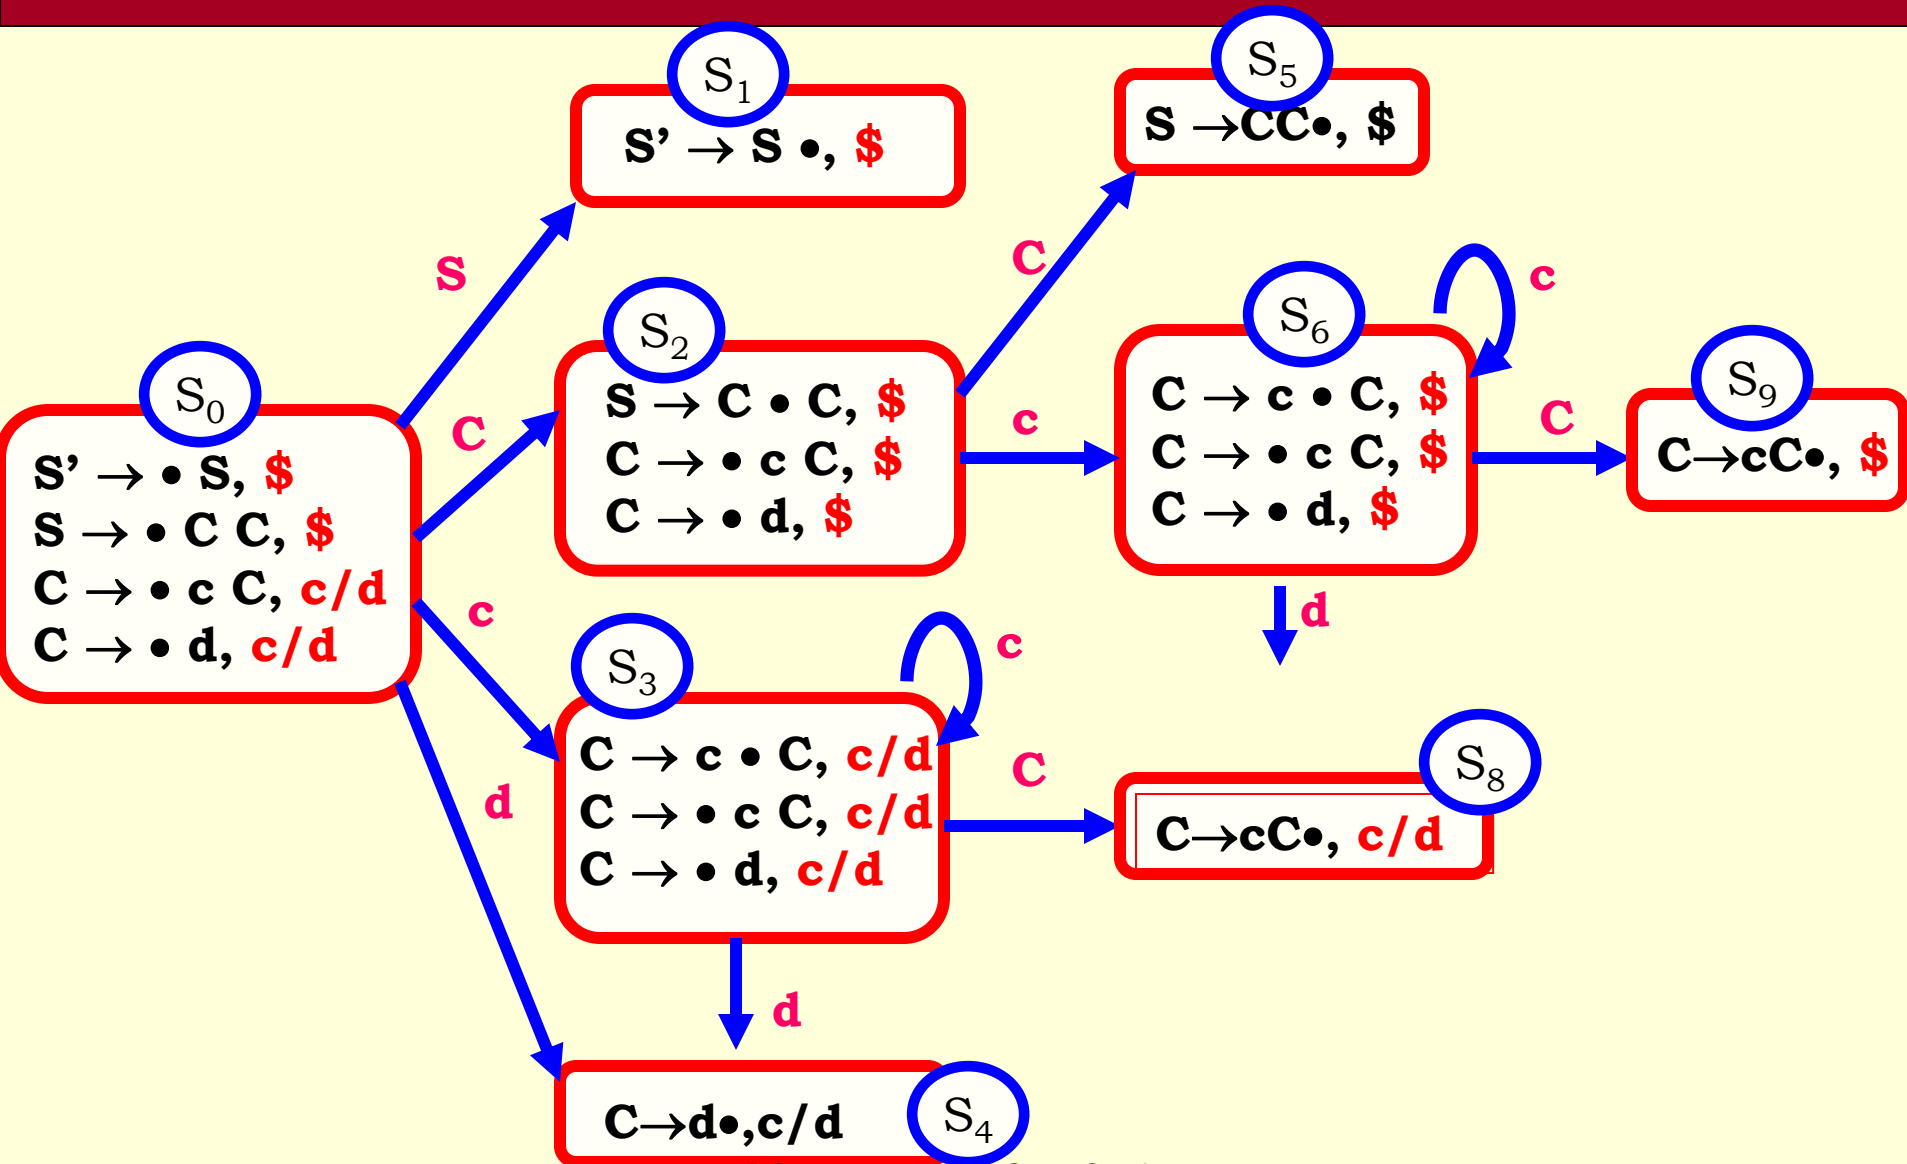 S₁
S' → S •, $
S₅
S →CC•, $
S
C
c
S₀
S' → • S, $
S → • C C, $
C → • c C, c/d
C → • d, c/d
C
S₂
S → C • C, $
C → • c C, $
C → • d, $
c
S₆
C → c • C, $
C → • c C, $
C → • d, $
C
S₉
C→cC•, $
c
d
S₃
C → c • C, c/d
C → • c C, c/d
C → • d, c/d
c
C
S₈
C→cC•, c/d
d
d
C→d•,c/d
S₄